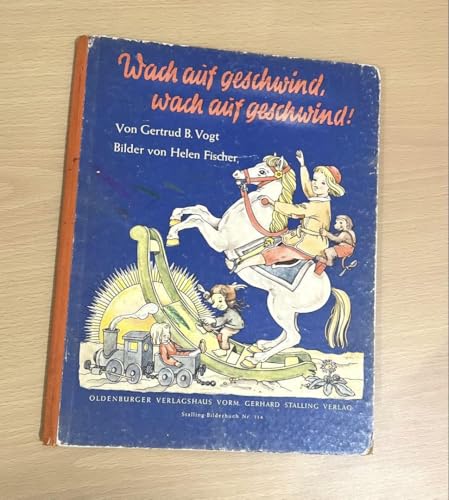 Wach auf geschwind,
wach auf geschwind!
Von Gertrud B. Vogt
Bilder von Helen Fischer
OLDENBURGER VERLAGSHAUS VORM. GERHARD STALLING VERLAG
Stalling-Bilderbuch Nr.